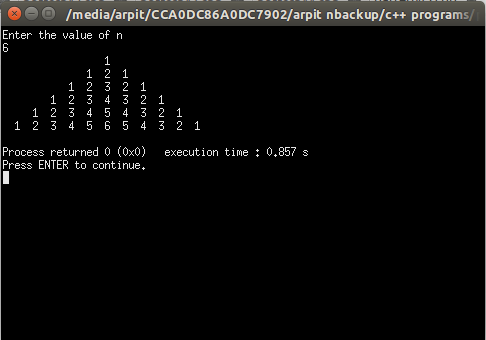 /media/arpit/CCA0DC86A0DC7902/arpit nbackup/c++ programs/
Enter the value of n
6
1
1 2 1
1 2 3 2 1
1 2 3 4 3 2 1
1 2 3 4 5 4 3 2 1
1 2 3 4 5 6 5 4 3 2 1
Process returned 0 (0x0)   execution time : 0.857 s
Press ENTER to continue.